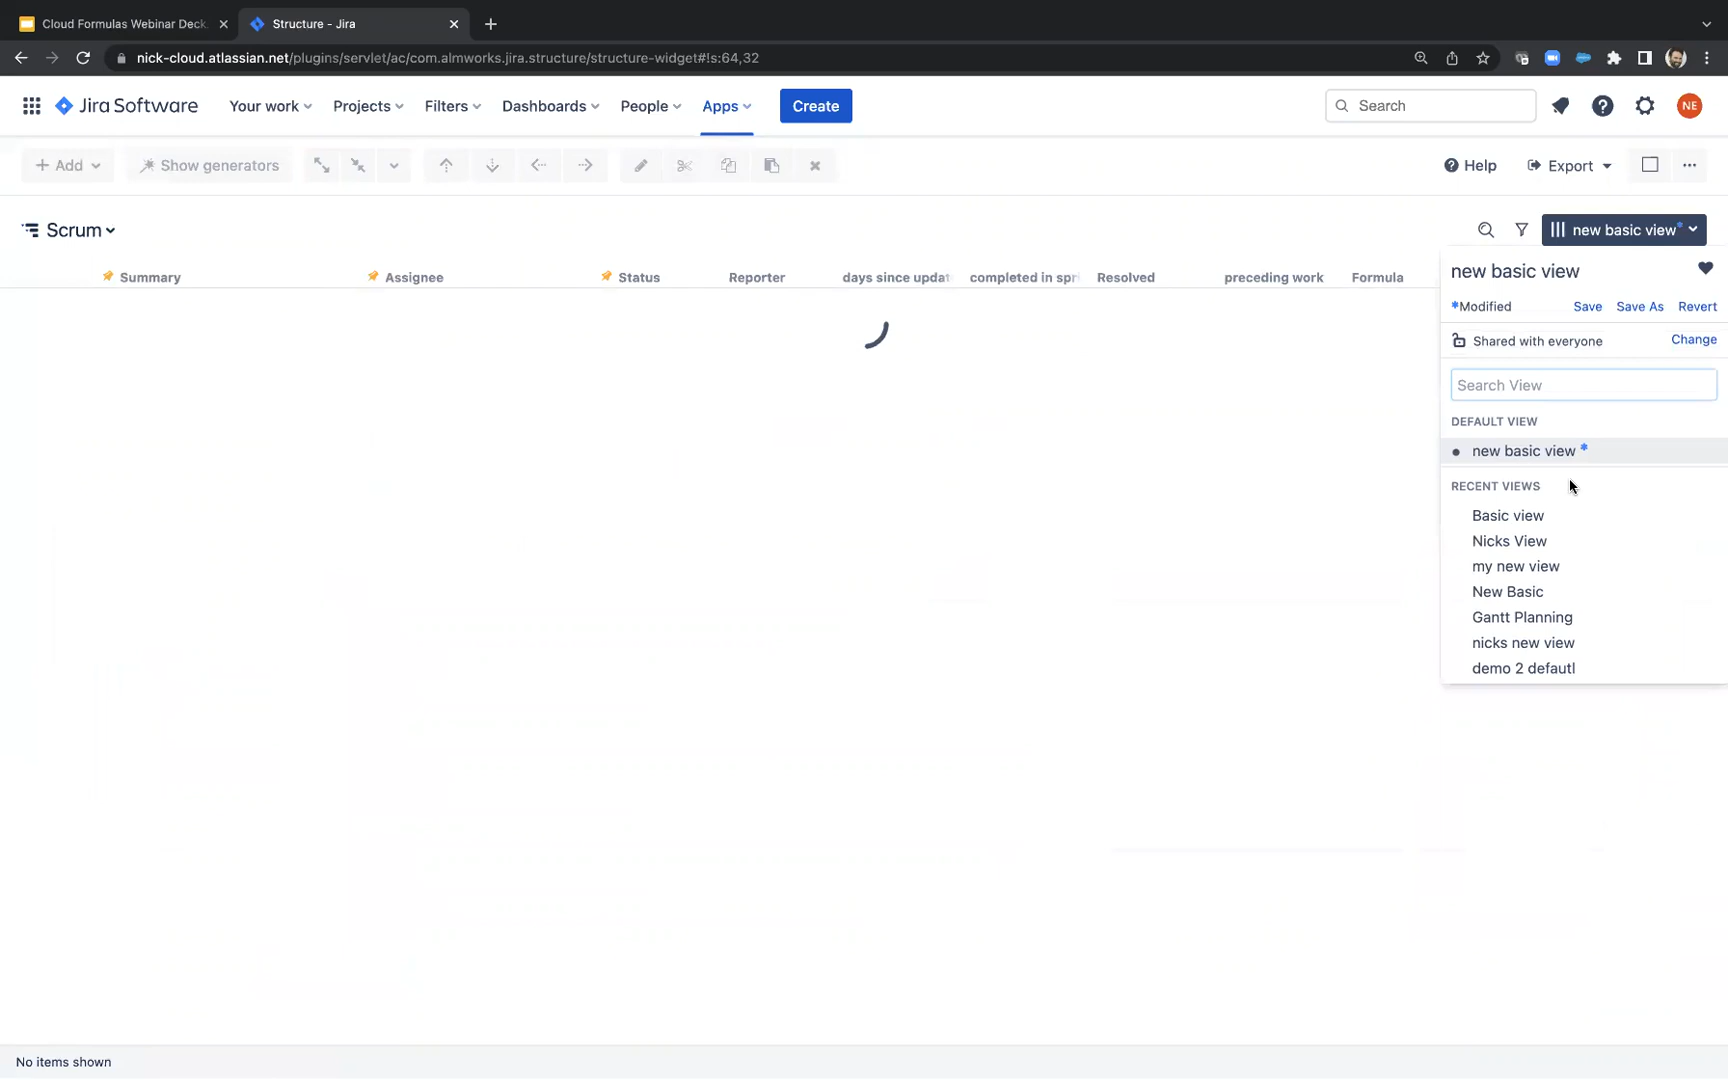 Cloud Formulas Webinar Deck
Structure - Jira
nick-cloud.atlassian.net/plugins/servlet/ac/com.almworks.jira.structure/structure-widget#!s:64,32
Jira Software Your work Projects Filters Dashboards People Apps Create Search NE
+ Add Show generators Help Export
Scrum new basic view*
Summary Assignee Status Reporter days since updat completed in spri Resolved preceding work Formula
new basic view
*Modified Save Save As Revert
Shared with everyone Change
Search View
DEFAULT VIEW
new basic view *
RECENT VIEWS
Basic view
Nicks View
my new view
New Basic
Gantt Planning
nicks new view
demo 2 defautl
No items shown